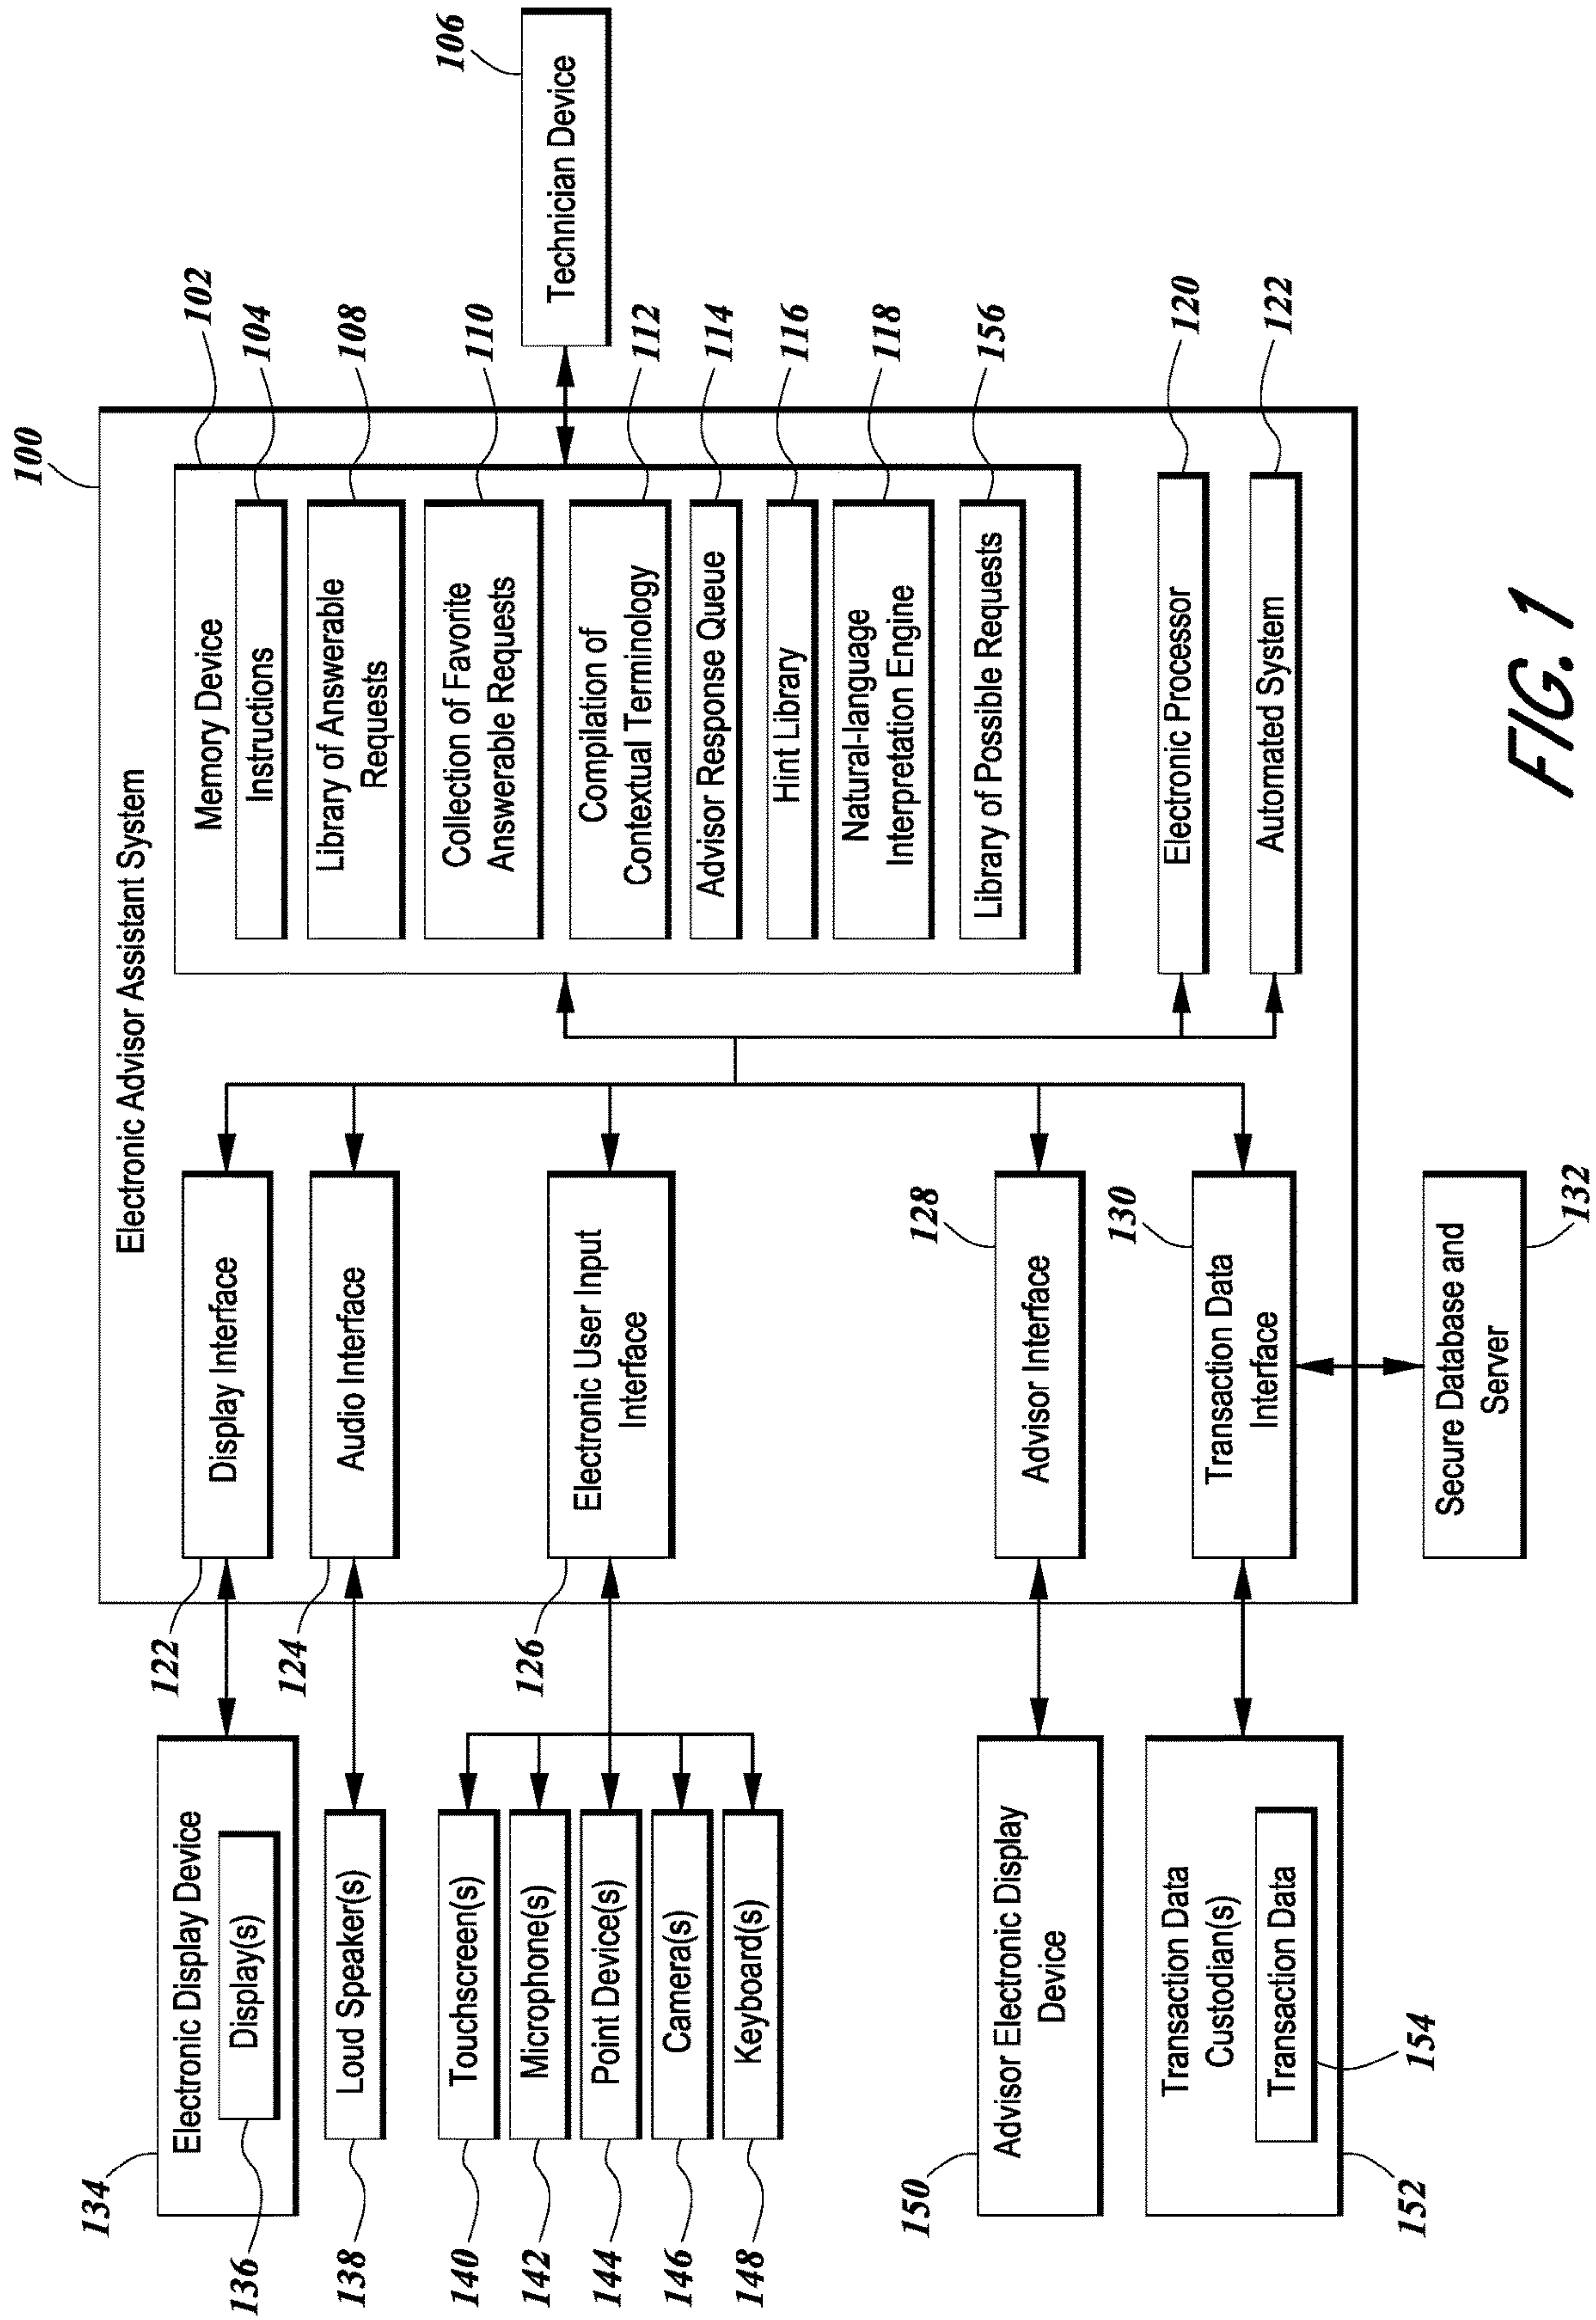 100
Electronic Advisor Assistant System
134
Electronic Display Device
Display(s)
136
122
Display Interface
Loud Speaker(s)
138
124
Audio Interface
Touchscreen(s)
140
Microphone(s)
142
Point Device(s)
144
Camera(s)
146
Keyboard(s)
148
126
Electronic User Input
Interface
150
Advisor Electronic Display
Device
128
Advisor Interface
Transaction Data
Custodian(s)
Transaction Data
154
152
130
Transaction Data
Interface
Secure Database and
Server
132
102
Memory Device
Instructions
104
Library of Answerable
Requests
108
Collection of Favorite
Answerable Requests
110
Compilation of
Contextual Terminology
112
Advisor Response Queue
114
Hint Library
116
Natural-language
Interpretation Engine
118
Library of Possible Requests
156
Electronic Processor
120
Automated System
122
Technician Device
106
FIG. 1